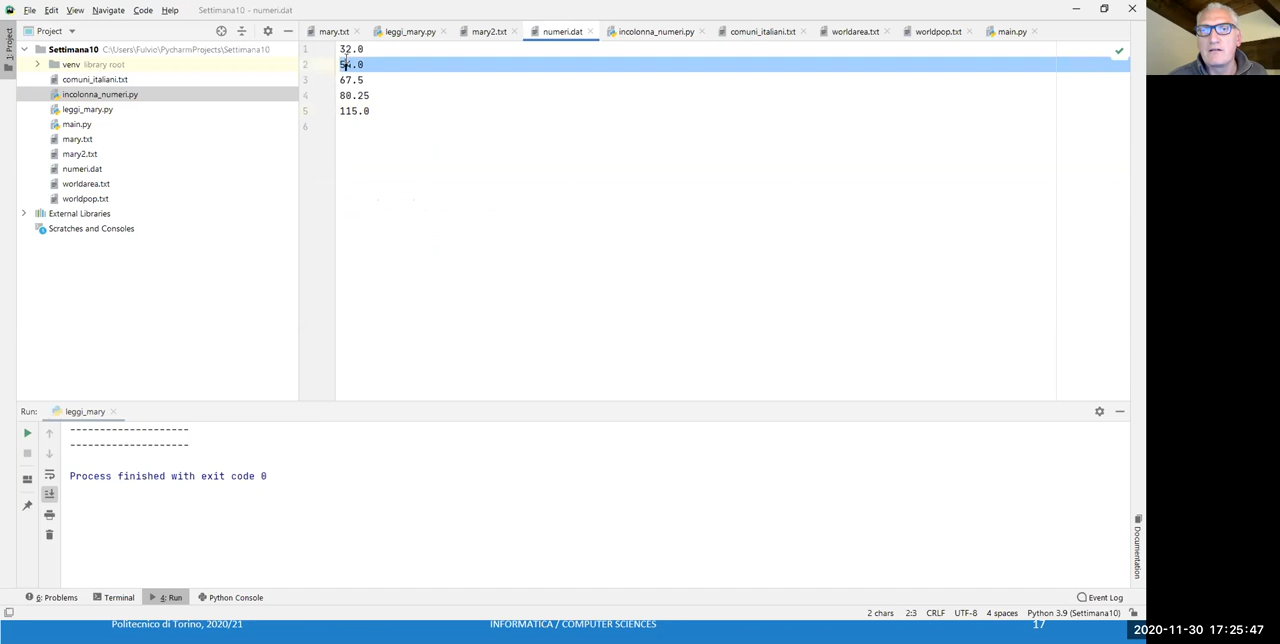 File Edit View Navigate Code Help Settimana10 - numeri.dat
Project
mary.txt leggi_mary.py mary2.txt numeri.dat incolonna_numeri.py comuni_italiani.txt worldarea.txt worldpop.txt main.py
1: Project
Settimana10 C:\Users\Fulvio\PycharmProjects\Settimana10
venv library root
comuni_italiani.txt
incolonna_numeri.py
leggi_mary.py
main.py
mary.txt
mary2.txt
numeri.dat
worldarea.txt
worldpop.txt
External Libraries
Scratches and Consoles
1 32.0
2 54.0
3 67.5
4 80.25
5 115.0
6
Run: leggi_mary
--------------------
--------------------
Process finished with exit code 0
Documentation
6: Problems Terminal 4: Run Python Console Event Log
2 chars 2:3 CRLF UTF-8 4 spaces Python 3.9 (Settimana10)
Politecnico di Torino, 2020/21 INFORMATICA / COMPUTER SCIENCES 17
2020-11-30 17:25:47